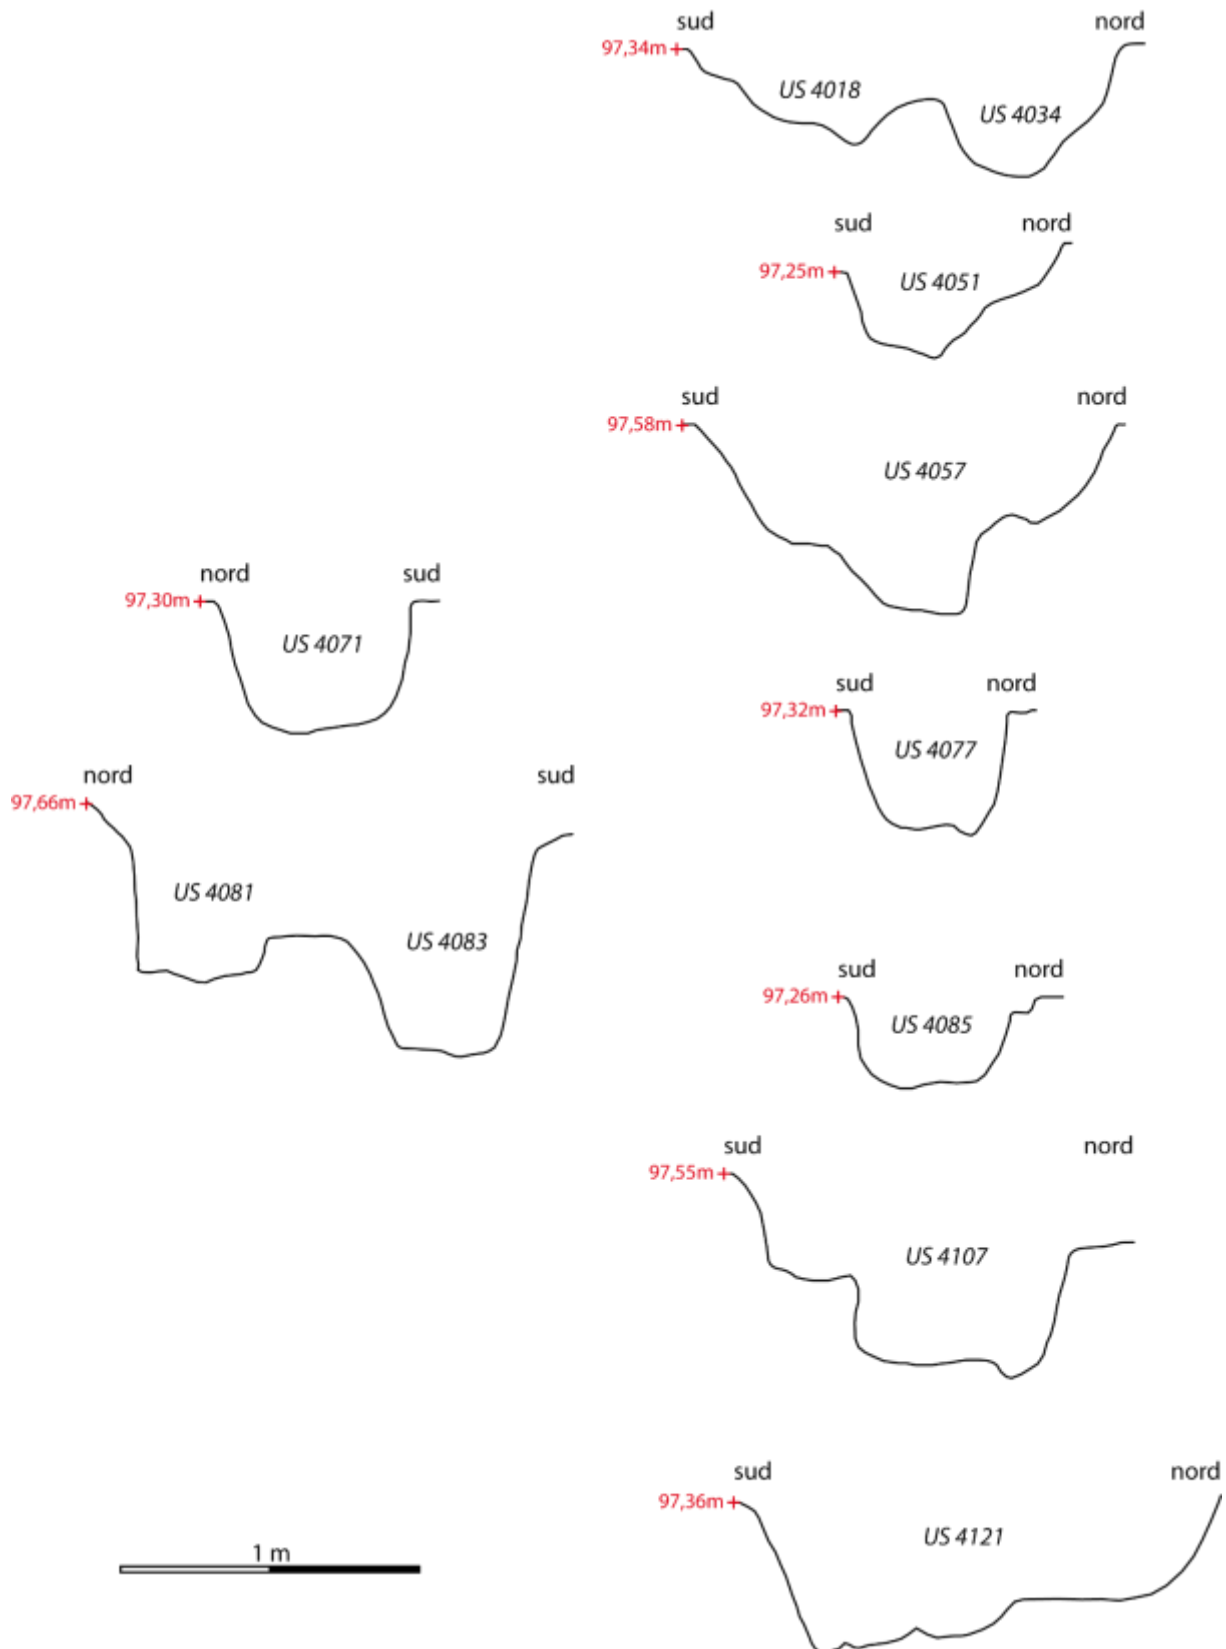 sud nord
97,34m
US 4018
US 4034
sud nord
97,25m
US 4051
sud nord
97,58m
US 4057
nord sud
97,30m
US 4071
sud nord
97,32m
US 4077
nord sud
97,66m
US 4081
US 4083
sud nord
97,26m
US 4085
sud nord
97,55m
US 4107
sud nord
97,36m
US 4121
1 m